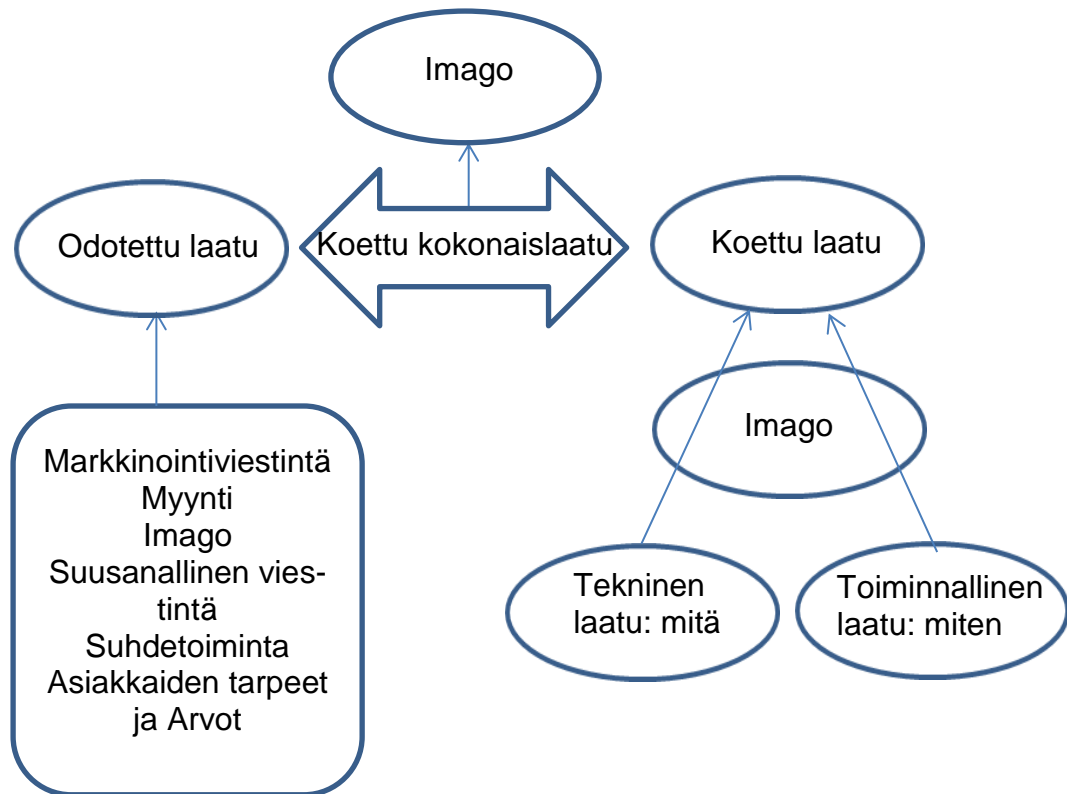 Imago
Odotettu laatu
Koettu kokonaislaatu
Koettu laatu
Imago
Markkinointiviestintä
Myynti
Imago
Suusanallinen vies-
tintä
Suhdetoiminta
Asiakkaiden tarpeet
ja Arvot
Tekninen
laatu: mitä
Toiminnallinen
laatu: miten